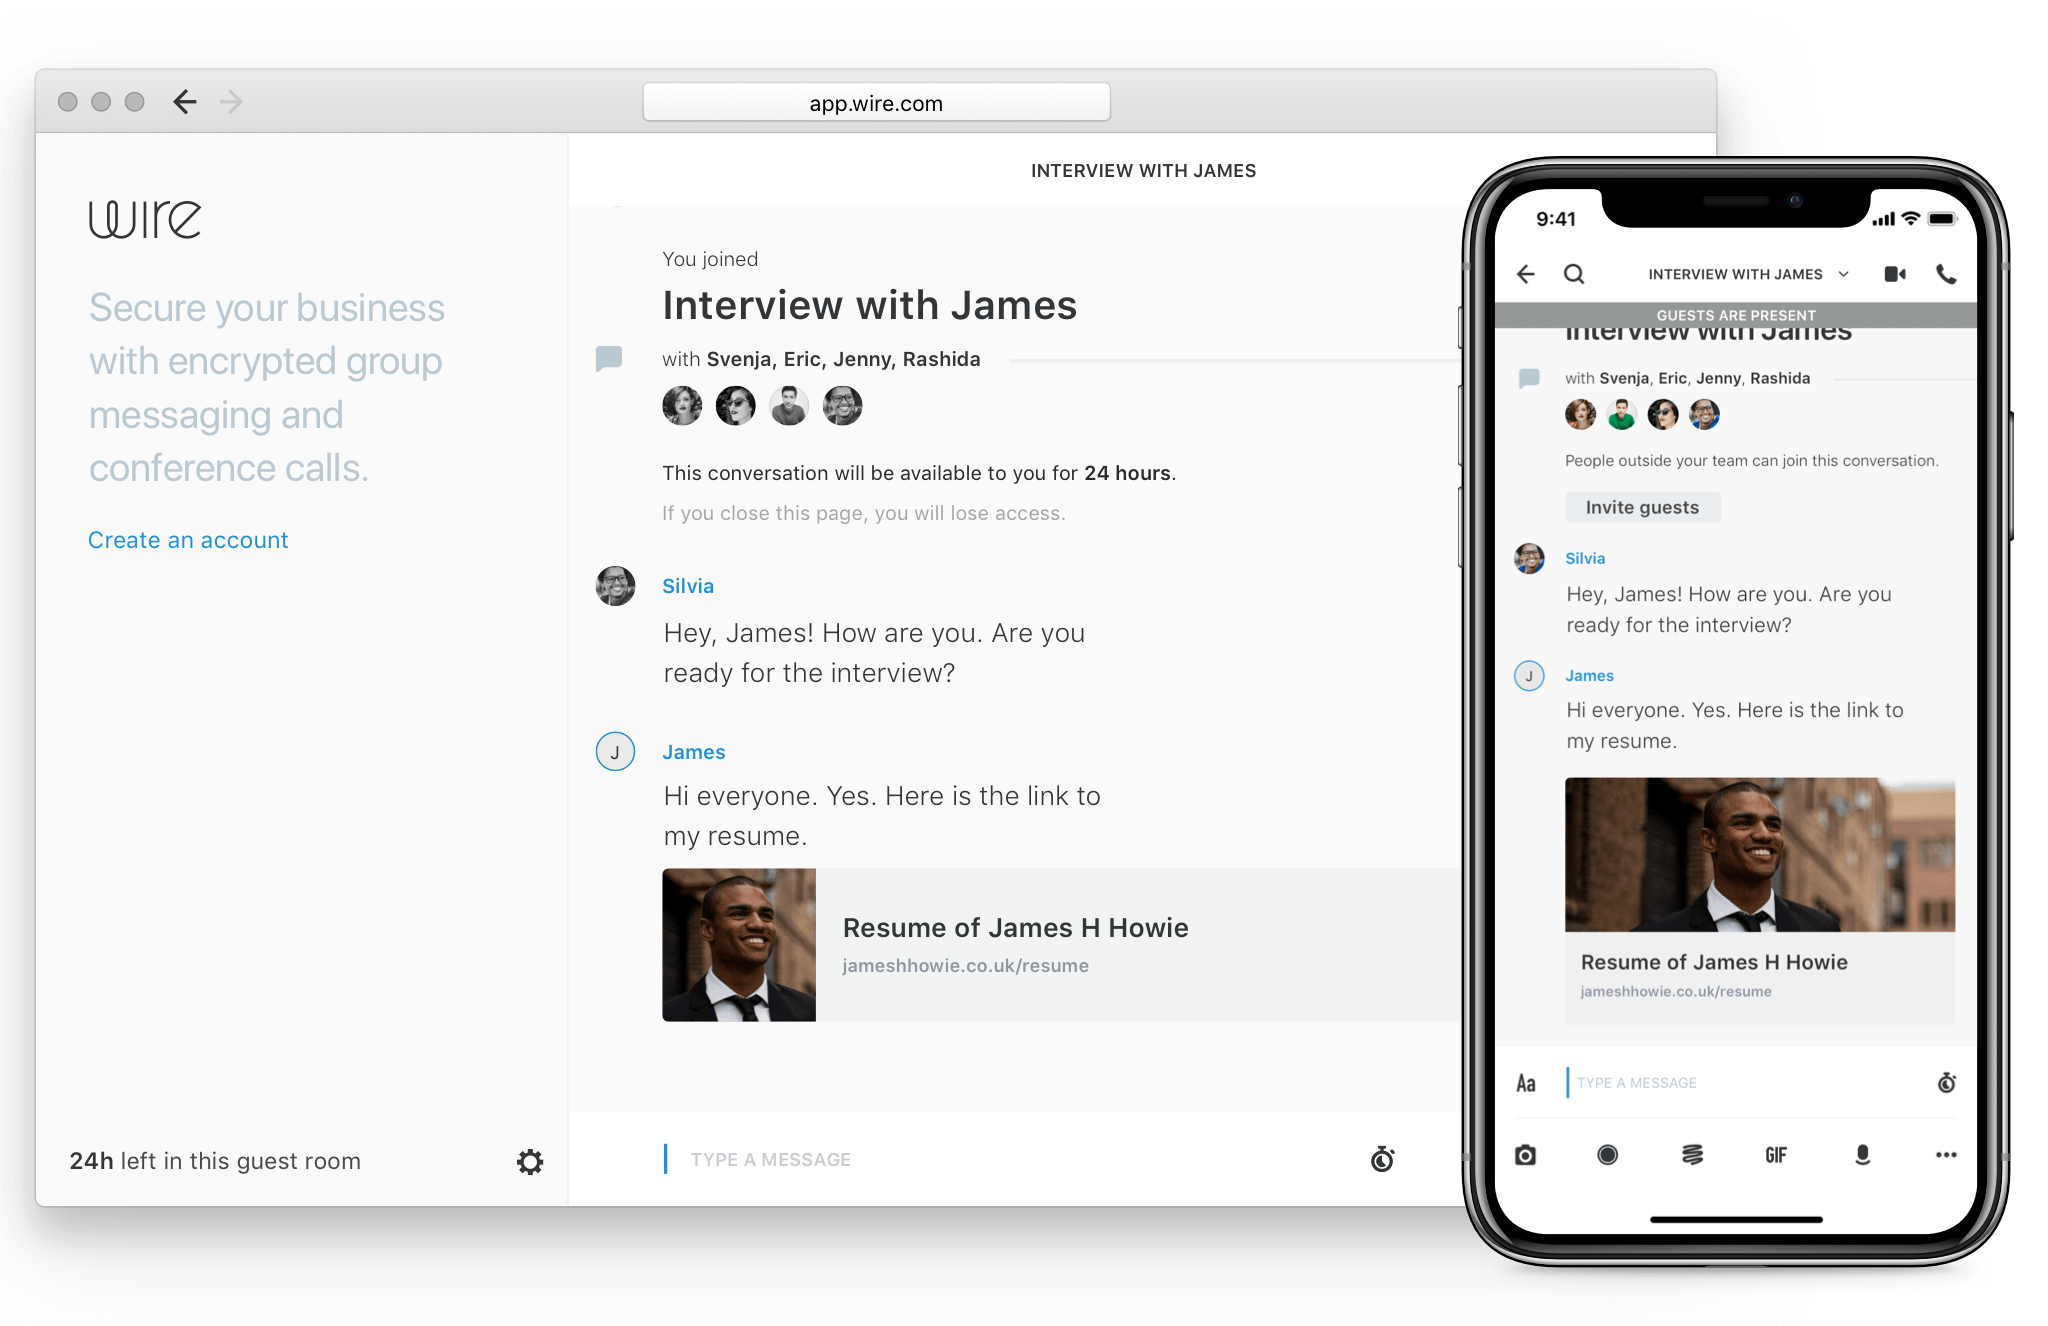 app.wire.com
wire
Secure your business
with encrypted group
messaging and
conference calls.
Create an account
24h left in this guest room
INTERVIEW WITH JAMES
You joined
Interview with James
with Svenja, Eric, Jenny, Rashida
This conversation will be available to you for 24 hours.
If you close this page, you will lose access.
Silvia
Hey, James! How are you. Are you
ready for the interview?
J
James
Hi everyone. Yes. Here is the link to
my resume.
Resume of James H Howie
jameshhowie.co.uk/resume
TYPE A MESSAGE
9:41
INTERVIEW WITH JAMES
GUESTS ARE PRESENT
Interview with James
with Svenja, Eric, Jenny, Rashida
People outside your team can join this conversation.
Invite guests
Silvia
Hey, James! How are you. Are you
ready for the interview?
J
James
Hi everyone. Yes. Here is the link to
my resume.
Resume of James H Howie
jameshhowie.co.uk/resume
Aa
TYPE A MESSAGE
GIF